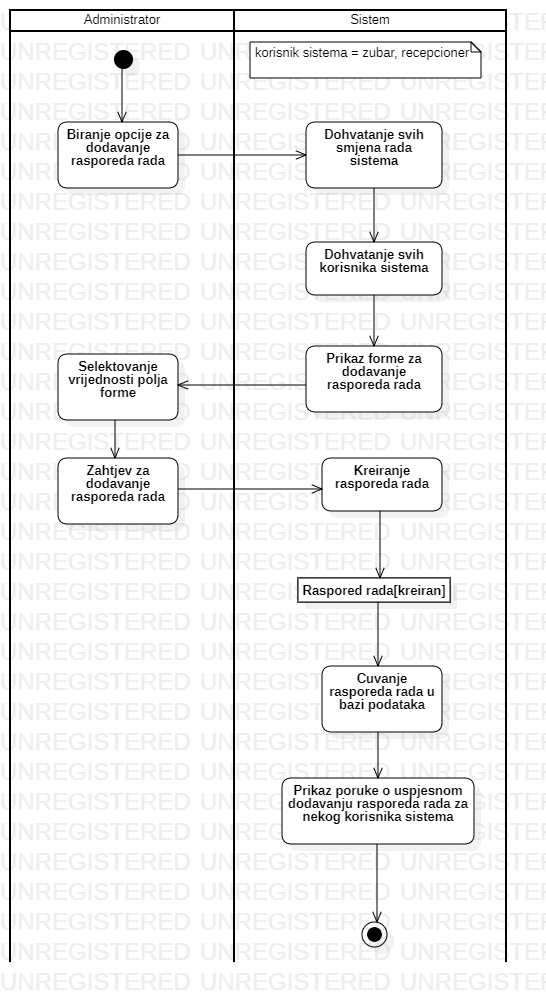 Administrator
Sistem
korisnik sistema = zubar, recepcioner
Biranje opcije za
dodavanje
rasporeda rada
Dohvatanje svih
smjena rada
sistema
Dohvatanje svih
korisnika sistema
Prikaz forme za
dodavanje
rasporeda rada
Selektovanje
vrijednosti polja
forme
Zahtjev za
dodavanje
rasporeda rada
Kreiranje
rasporeda rada
Raspored rada[kreiran]
Cuvanje
rasporeda rada u
bazi podataka
Prikaz poruke o uspjesnom
dodavanju rasporeda rada za
nekog korisnika sistema
UNREGISTERED